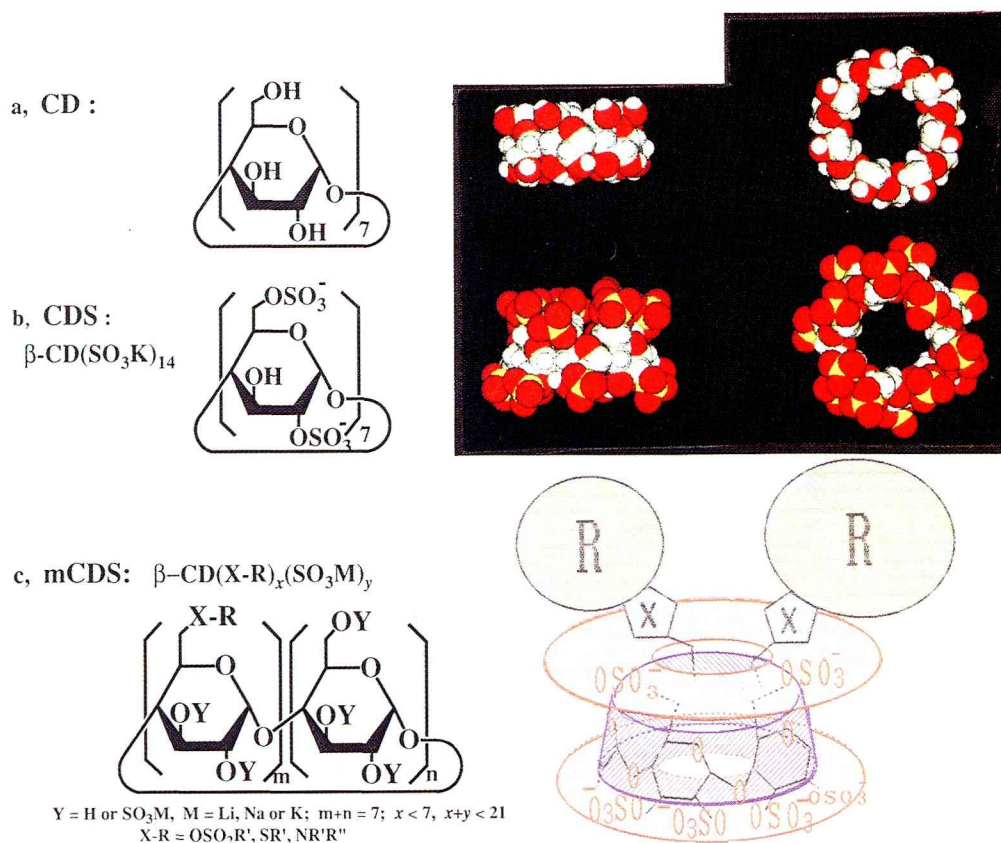 a, CD :
OH
O
OH
O
OH
7
b, CDS :
β-CD(SO₃K)₁₄
OSO₃⁻
O
OH
O
OSO₃⁻
7
c, mCDS: β–CD(X-R)ₓ(SO₃M)ᵧ
X-R
O
OY
OY
O
m
OY
O
OY
OY
O
n
Y = H or SO₃M, M = Li, Na or K; m+n = 7; x < 7, x+y < 21
X-R = OSO₂R', SR', NR'R"
R
R
X
X
OSO₃⁻
OSO₃⁻
O
O
O
O
O
⁻O₃SO
O₃SO
OSO₃⁻
OSO₃⁻